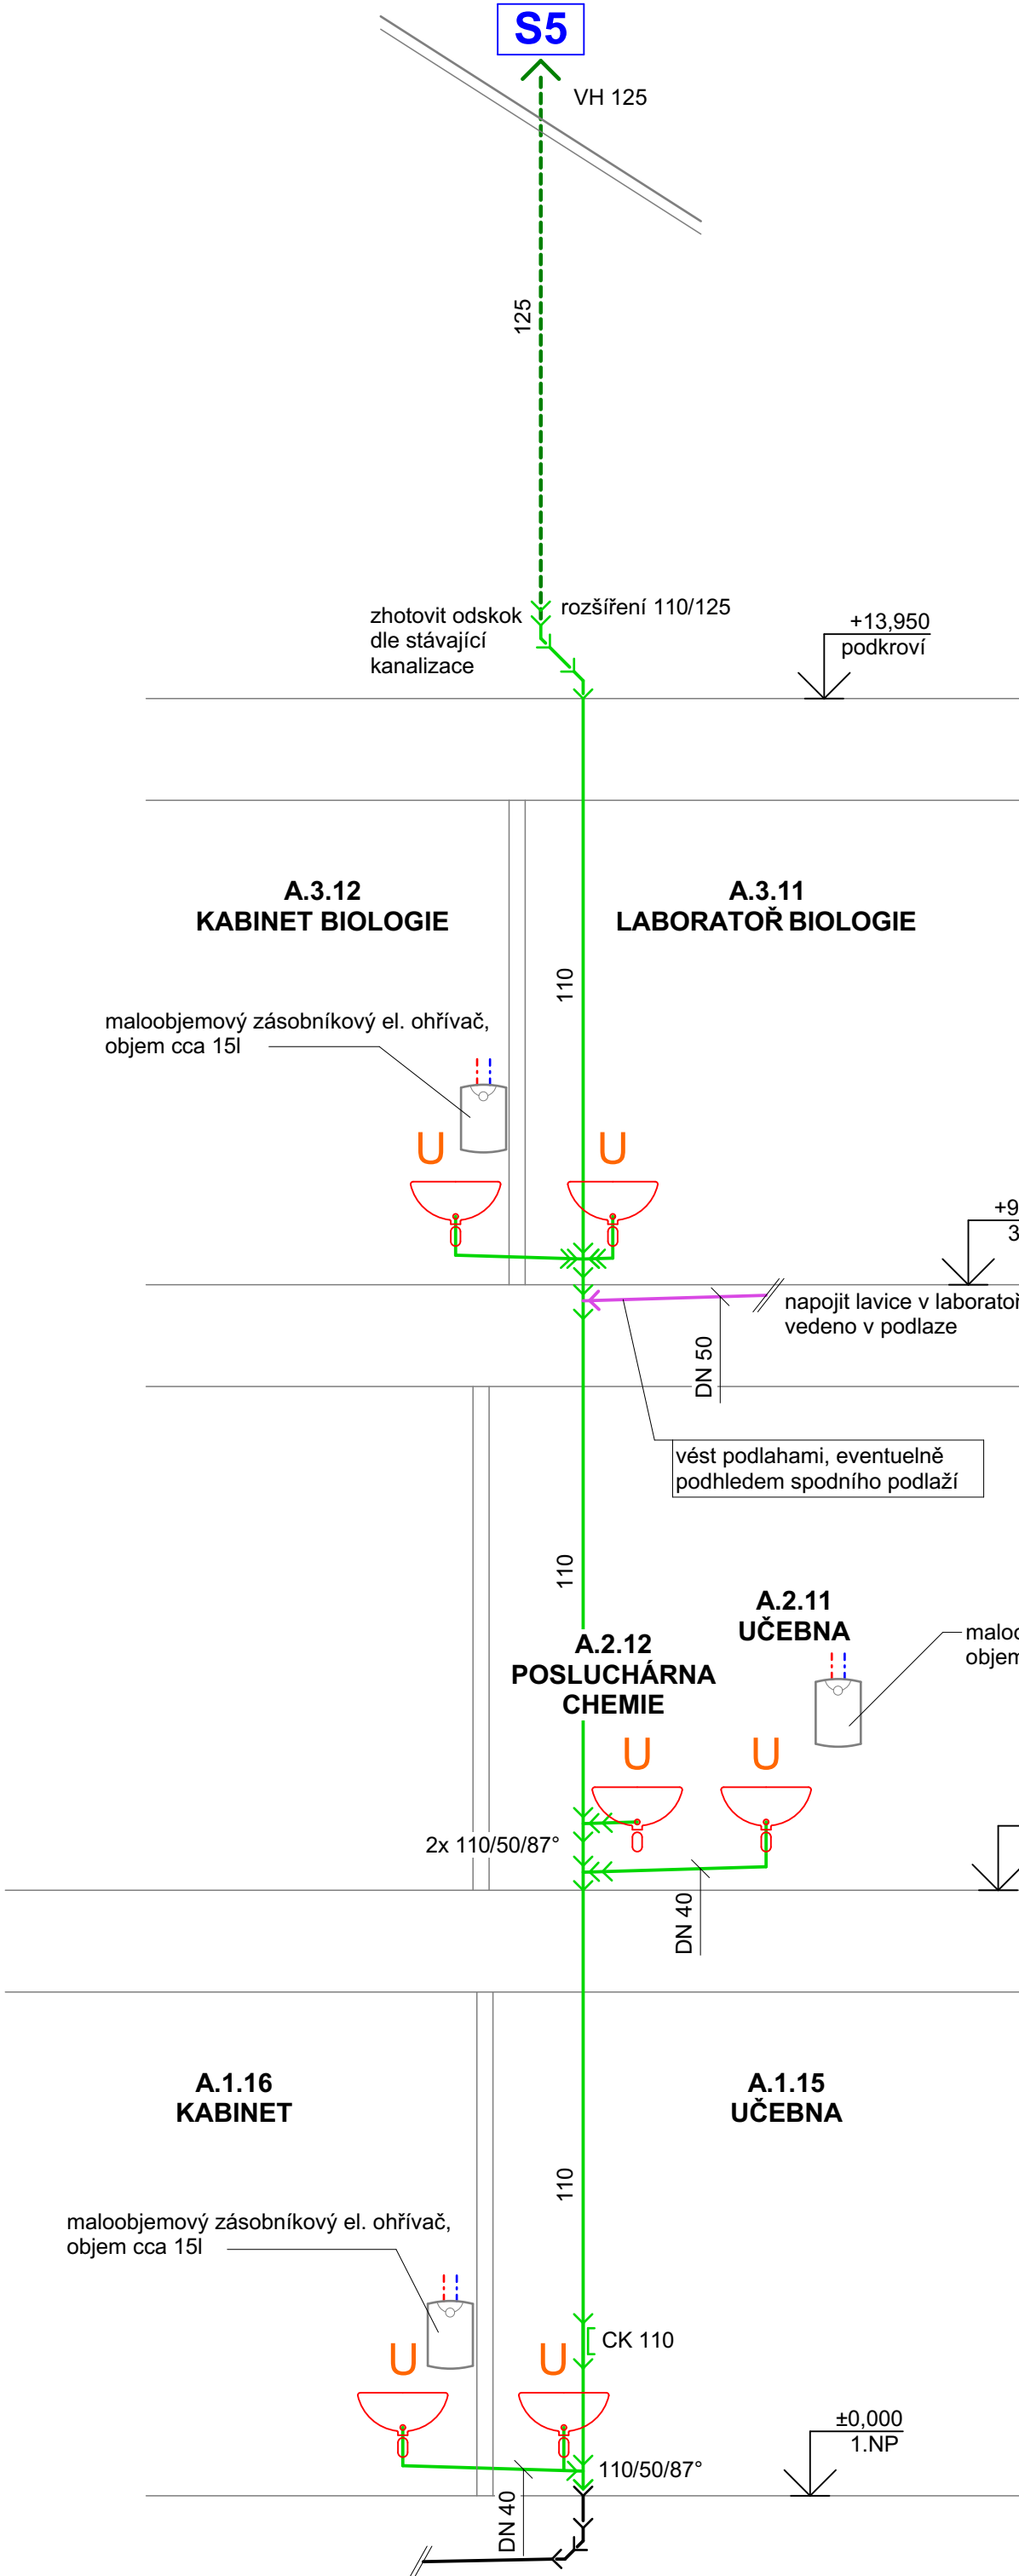 S5
VH 125
125
zhotovit odskok
dle stávající
kanalizace
rozšíření 110/125
+13,950
podkroví
A.3.12
KABINET BIOLOGIE
A.3.11
LABORATOŘ BIOLOGIE
110
maloobjemový zásobníkový el. ohřívač,
objem cca 15l
U
U
+9
3
napojit lavice v laboratoř
vedeno v podlaze
DN 50
vést podlahami, eventuelně
podhledem spodního podlaží
110
A.2.11
UČEBNA
A.2.12
POSLUCHÁRNA
CHEMIE
U
U
2x 110/50/87°
DN 40
A.1.16
KABINET
A.1.15
UČEBNA
110
maloobjemový zásobníkový el. ohřívač,
objem cca 15l
CK 110
U
U
±0,000
1.NP
110/50/87°
DN 40